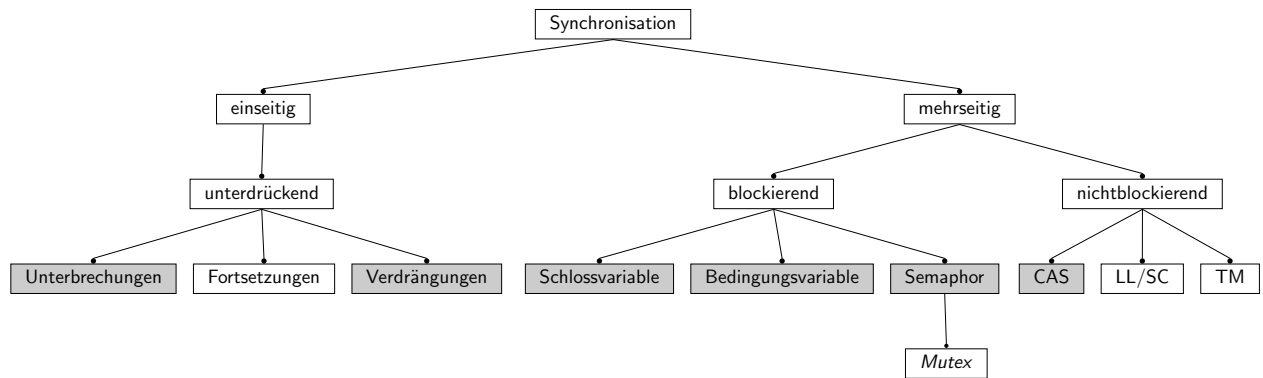 Synchronisation
einseitig
mehrseitig
unterdrückend
blockierend
nichtblockierend
Unterbrechungen
Fortsetzungen
Verdrängungen
Schlossvariable
Bedingungsvariable
Semaphor
CAS
LL/SC
TM
Mutex